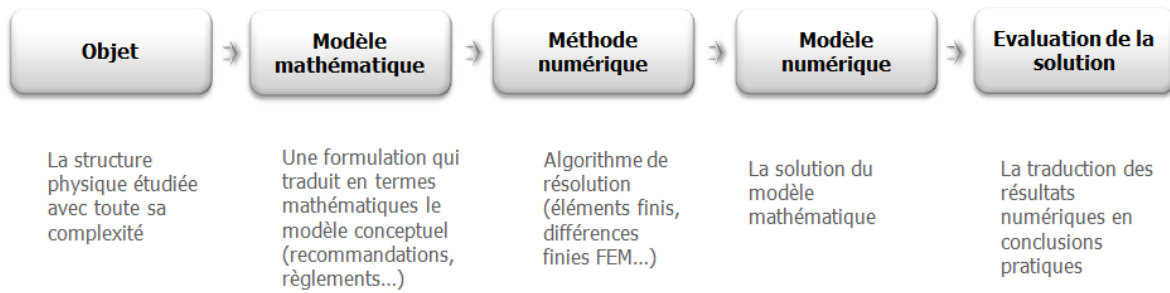 Objet
Modèle
mathématique
Méthode
numérique
Modèle
numérique
Evaluation de la
solution
La structure
physique étudiée
avec toute sa
complexité
Une formulation qui
traduit en termes
mathématiques le
modèle conceptuel
(recommandations,
règlements...)
Algorithme de
résolution
(éléments finis,
différences
finies FEM...)
La solution du
modèle
mathématique
La traduction des
résultats
numériques en
conclusions
pratiques